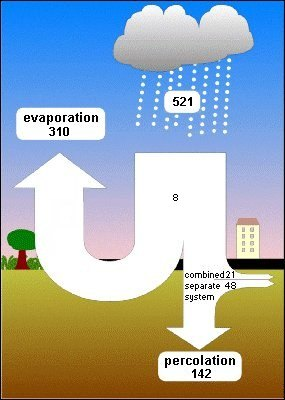 521
evaporation
310
8
combined21
separate 48
system
percolation
142